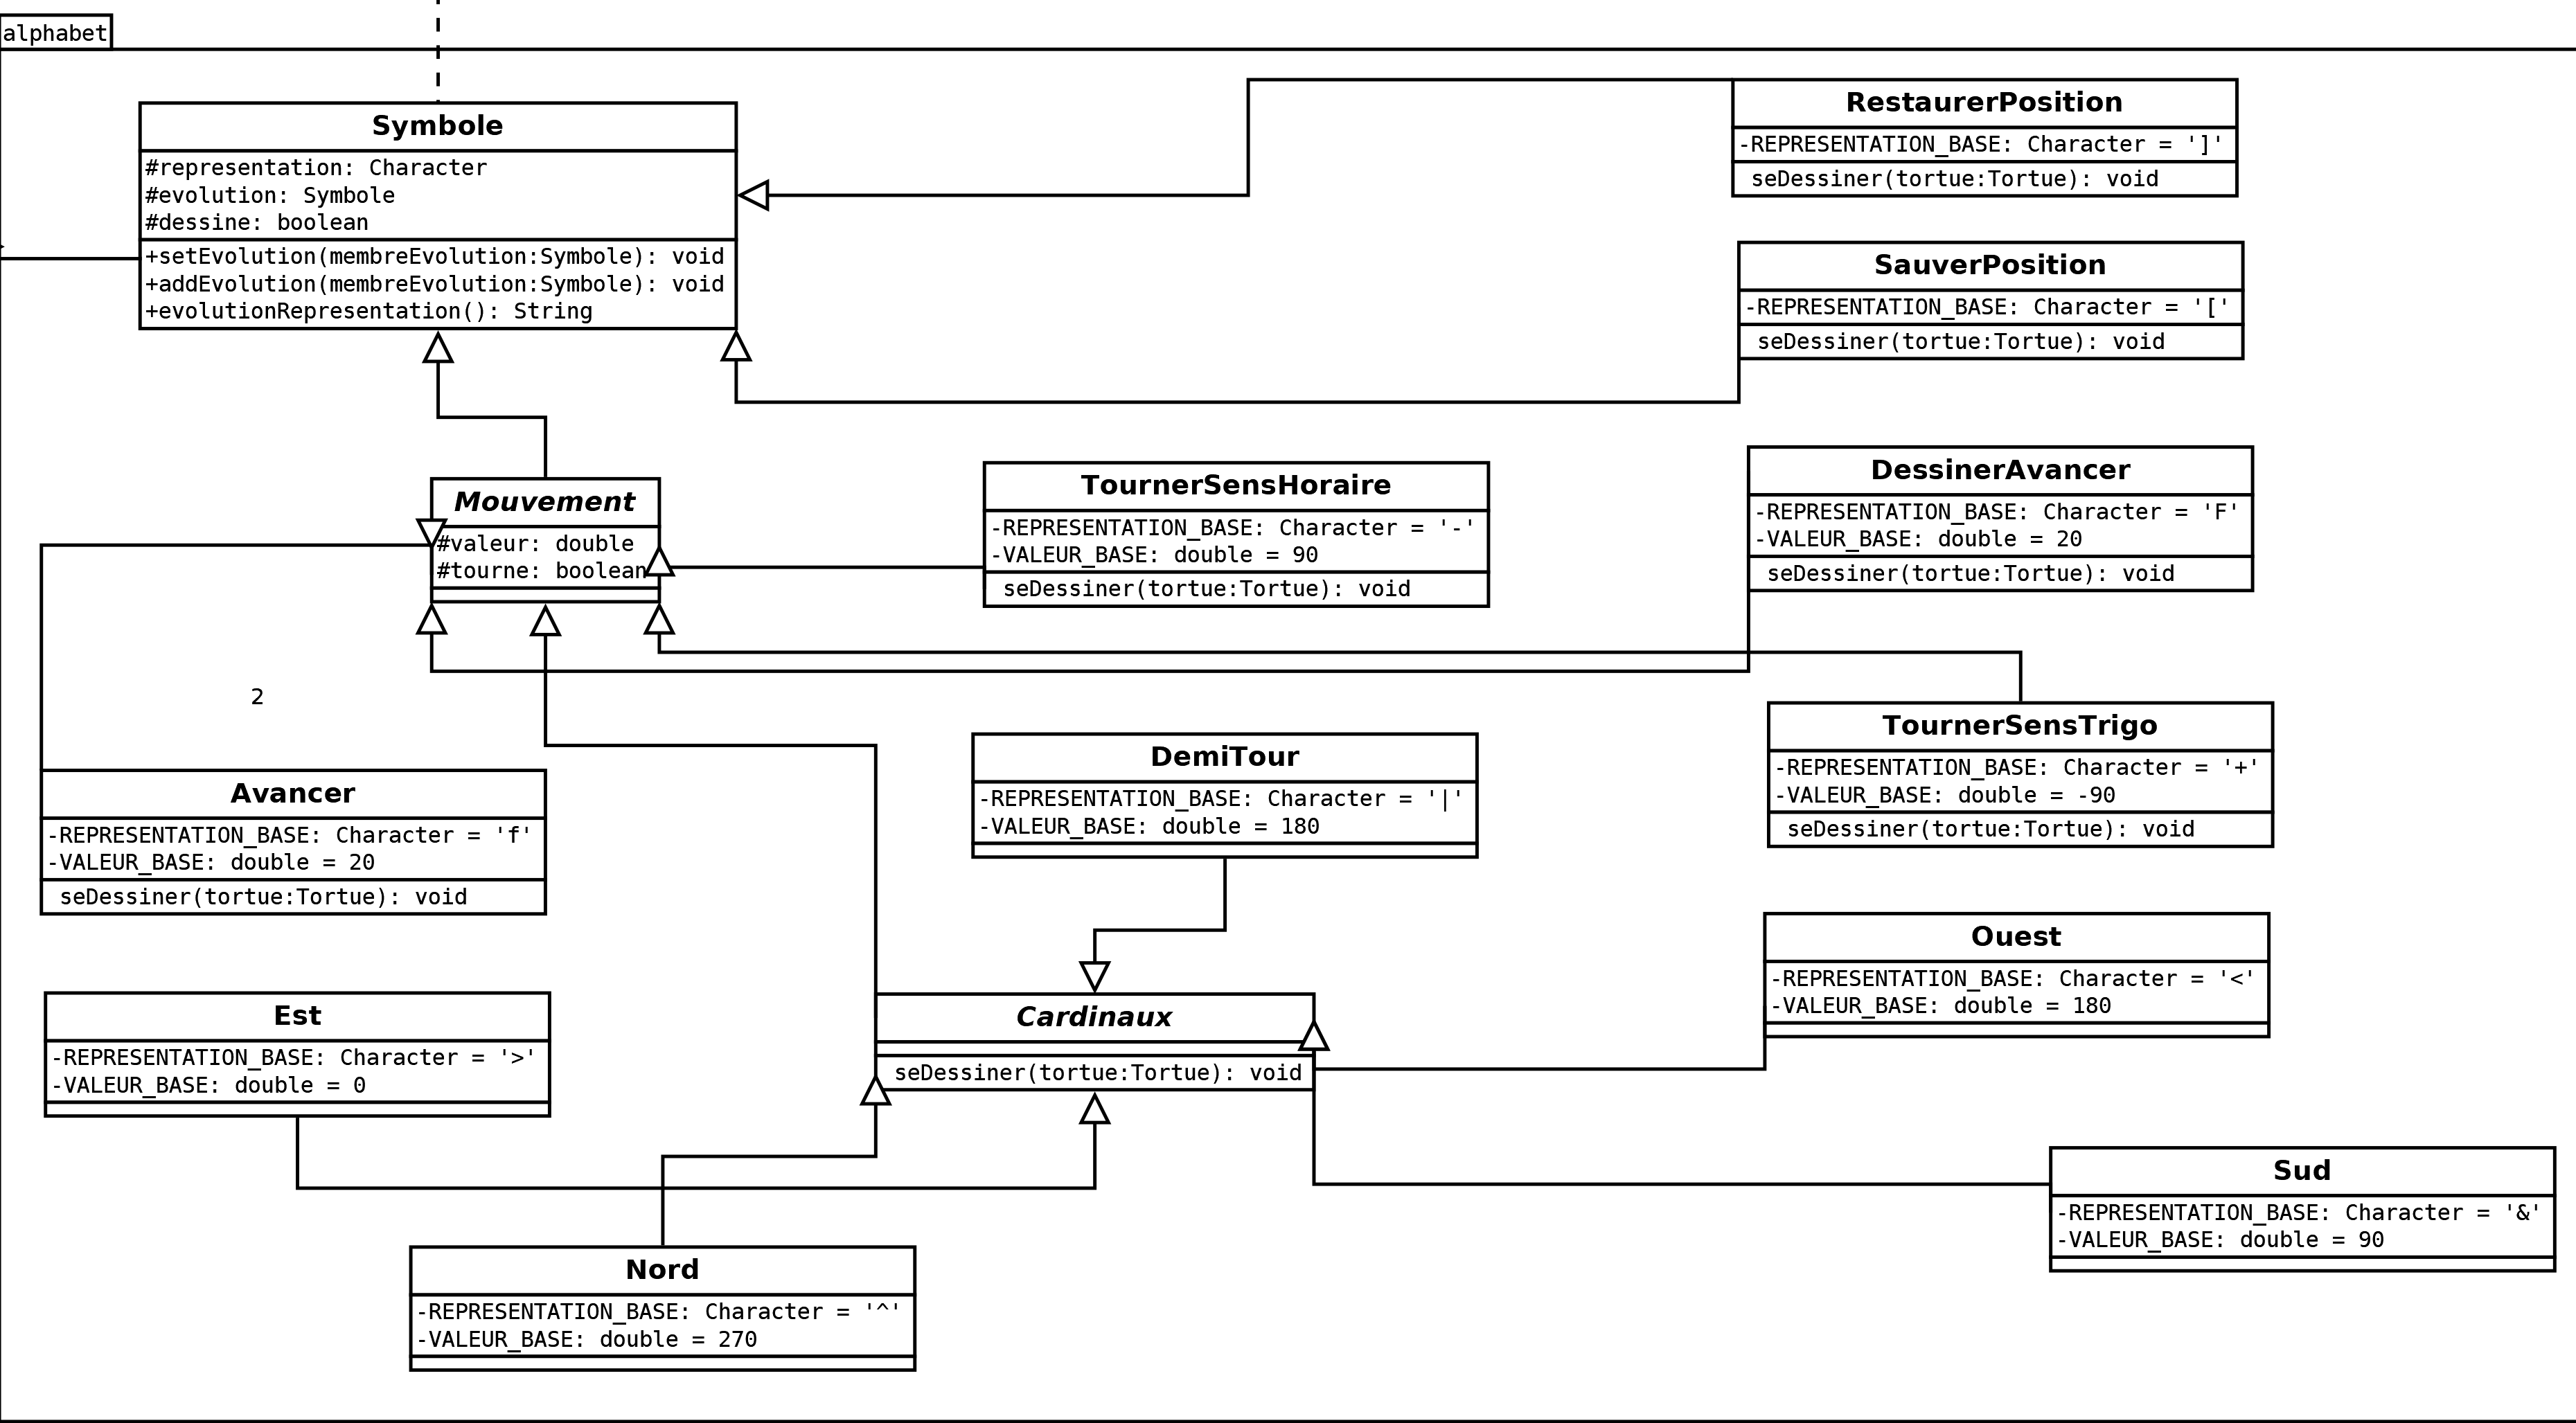 alphabet
Symbole
#representation: Character
#evolution: Symbole
#dessine: boolean
+setEvolution(membreEvolution:Symbole): void
+addEvolution(membreEvolution:Symbole): void
+evolutionRepresentation(): String
RestaurerPosition
-REPRESENTATION_BASE: Character = ']'
seDessiner(tortue:Tortue): void
SauverPosition
-REPRESENTATION_BASE: Character = '['
seDessiner(tortue:Tortue): void
Mouvement
#valeur: double
#tourne: boolean
TournerSensHoraire
-REPRESENTATION_BASE: Character = '-'
-VALEUR_BASE: double = 90
seDessiner(tortue:Tortue): void
DessinerAvancer
-REPRESENTATION_BASE: Character = 'F'
-VALEUR_BASE: double = 20
seDessiner(tortue:Tortue): void
2
Avancer
-REPRESENTATION_BASE: Character = 'f'
-VALEUR_BASE: double = 20
seDessiner(tortue:Tortue): void
DemiTour
-REPRESENTATION_BASE: Character = '|'
-VALEUR_BASE: double = 180
TournerSensTrigo
-REPRESENTATION_BASE: Character = '+'
-VALEUR_BASE: double = -90
seDessiner(tortue:Tortue): void
Est
-REPRESENTATION_BASE: Character = '>'
-VALEUR_BASE: double = 0
Cardinaux
seDessiner(tortue:Tortue): void
Ouest
-REPRESENTATION_BASE: Character = '<'
-VALEUR_BASE: double = 180
Nord
-REPRESENTATION_BASE: Character = '^'
-VALEUR_BASE: double = 270
Sud
-REPRESENTATION_BASE: Character = '&'
-VALEUR_BASE: double = 90